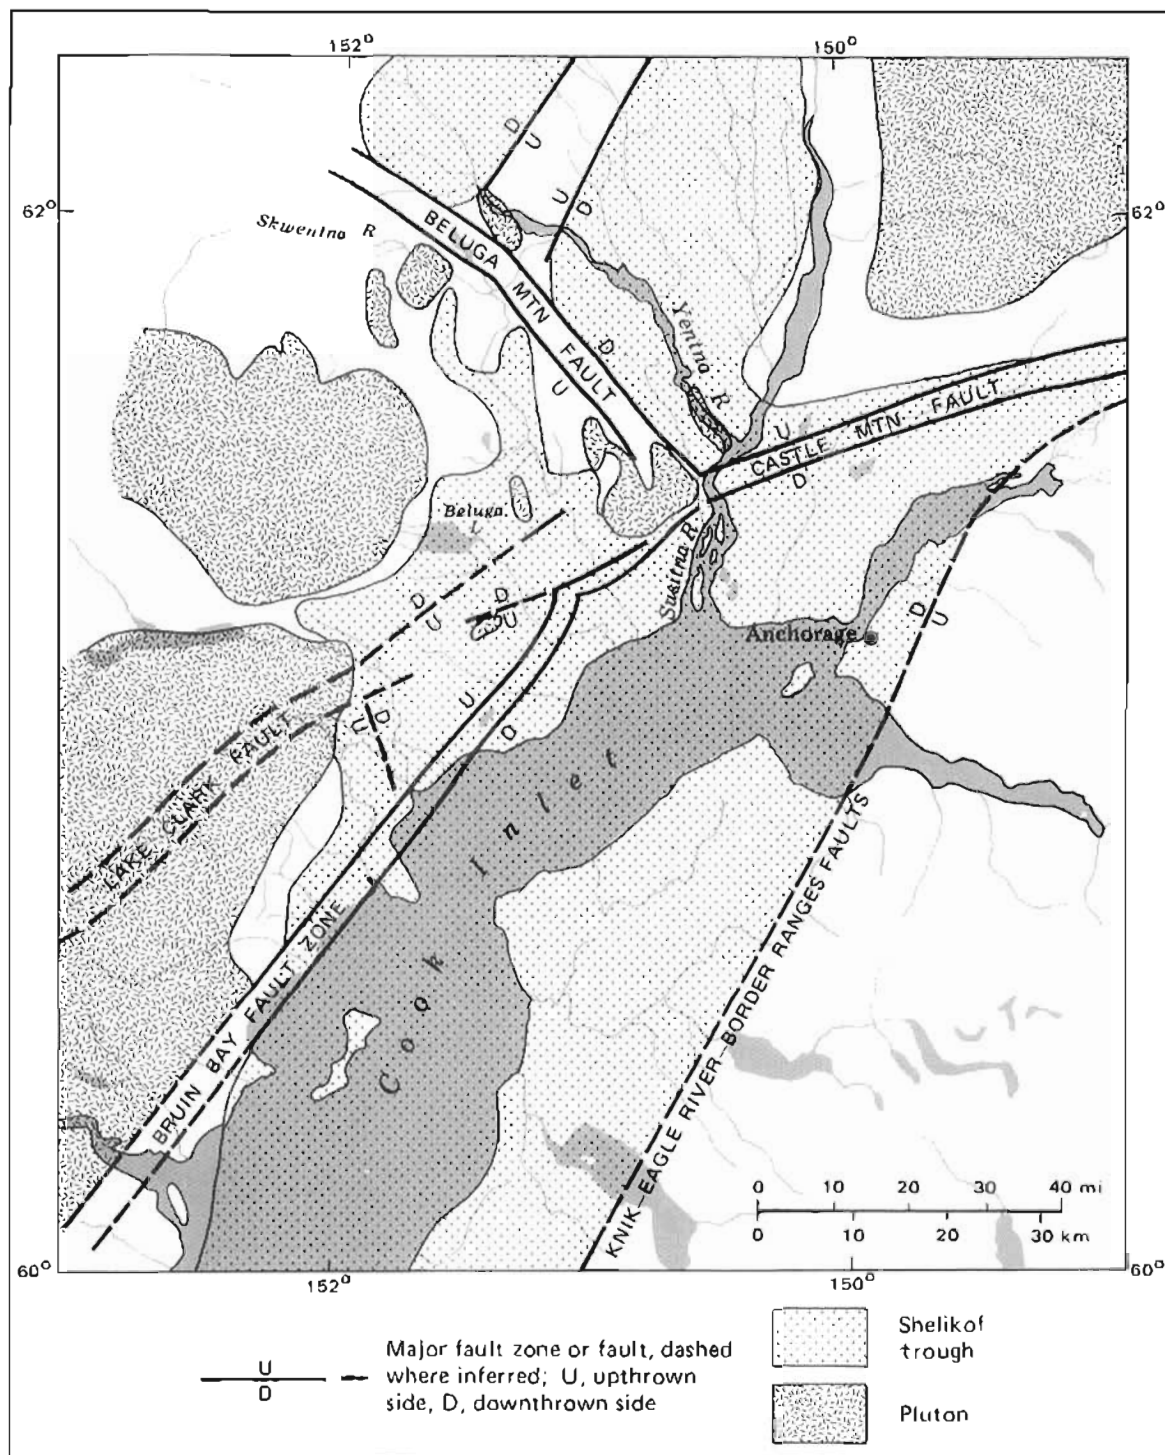 152° 150°
62° 62°
Skwentna R
BELUGA MTN FAULT
Yentna R
CASTLE MTN FAULT
Beluga L
Susitna R
Anchorage
LAKE CLARK FAULT
Cook Inlet
BRUIN BAY FAULT ZONE
KNIK–EAGLE RIVER–BORDER RANGES FAULTS
D
U
U
D
D
U
U
D
D
U
D
U
D
U
U
D
U
D
D
U
0 10 20 30 40 mi
0 10 20 30 km
60° 60°
152° 150°
U
D
Major fault zone or fault, dashed
where inferred; U, upthrown
side, D, downthrown side
Shelikof
trough
Pluton